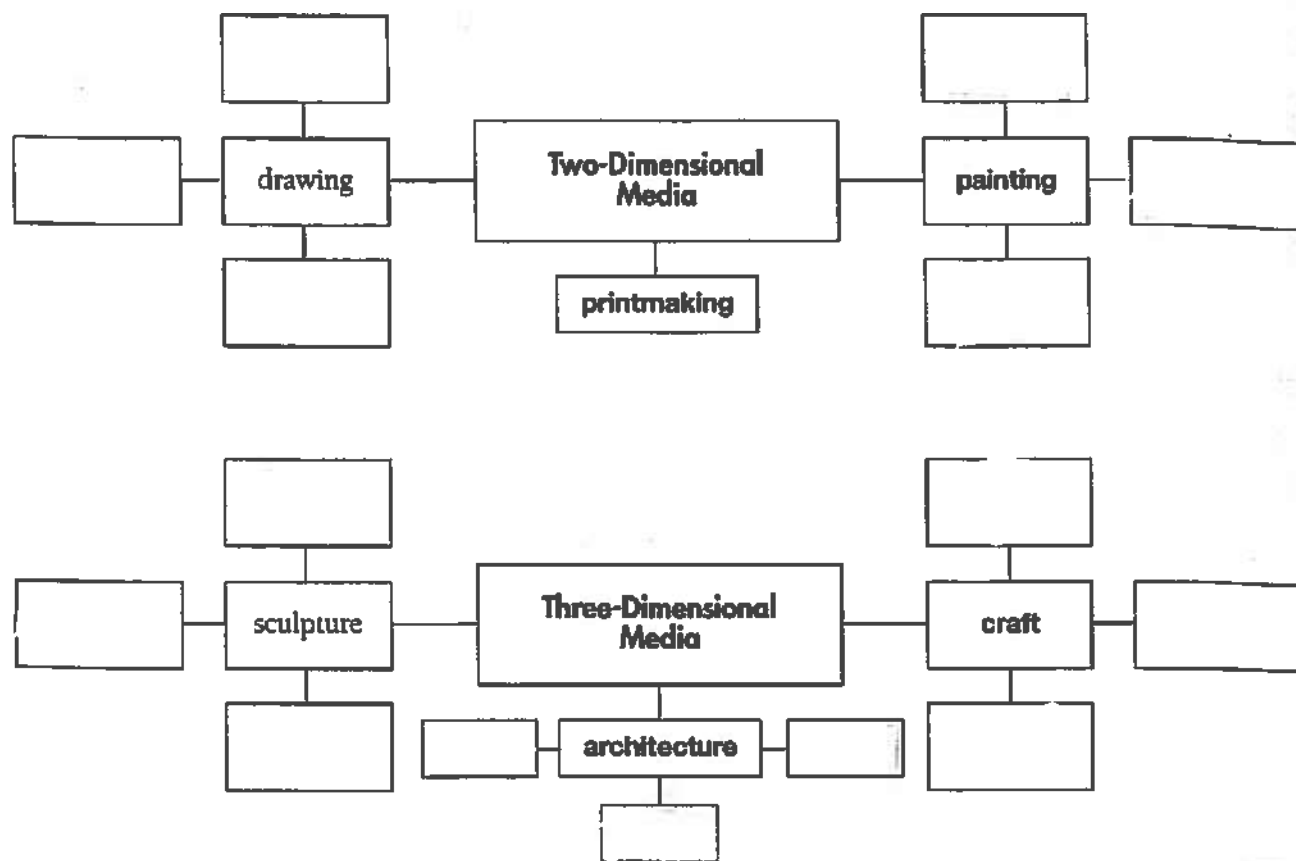 drawing
Two-Dimensional
Media
painting
printmaking
sculpture
Three-Dimensional
Media
craft
architecture